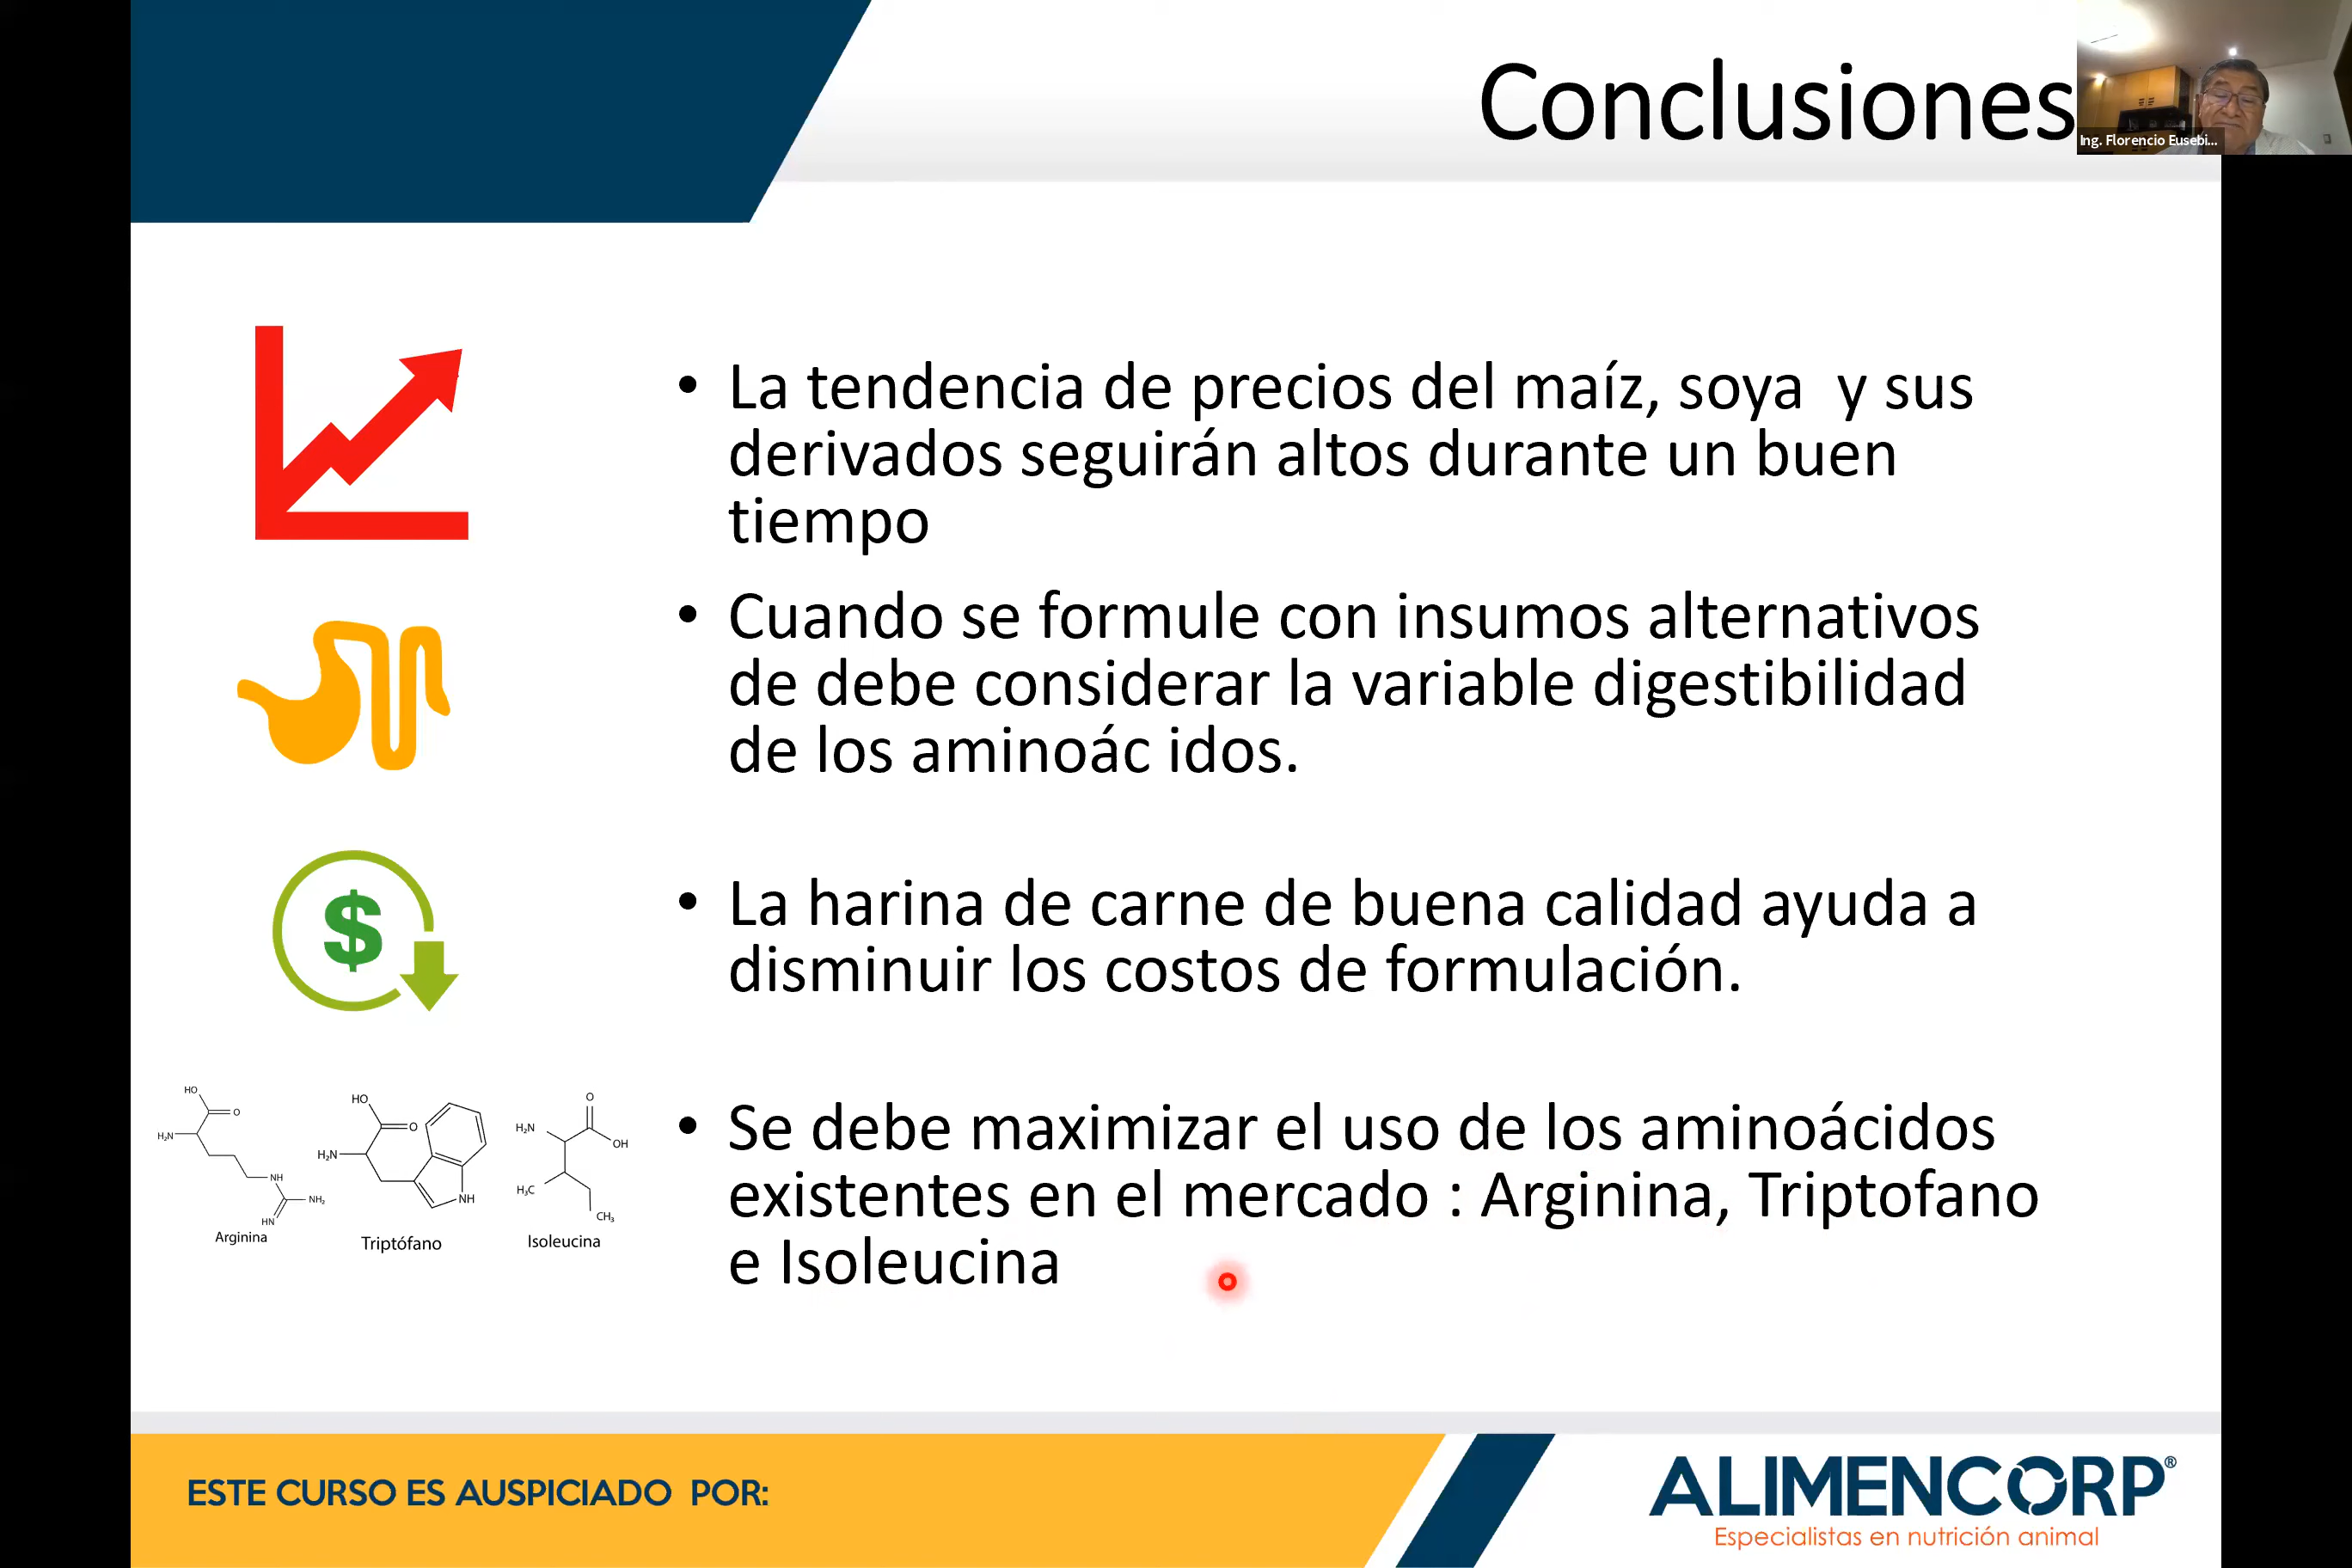 Conclusiones
Ing. Florencio Eusebi...
• La tendencia de precios del maíz, soya  y sus
derivados seguirán altos durante un buen
tiempo
• Cuando se formule con insumos alternativos
de debe considerar la variable digestibilidad
de los aminoác idos.
$
• La harina de carne de buena calidad ayuda a
disminuir los costos de formulación.
HO
O
H₂N
NH
NH₂
HN
Arginina
HO
O
H₂N
NH
Triptófano
O
H₂N
OH
H₃C
CH₃
Isoleucina
• Se debe maximizar el uso de los aminoácidos
existentes en el mercado : Arginina, Triptofano
e Isoleucina
ESTE CURSO ES AUSPICIADO  POR:
ALIMENCORP®
Especialistas en nutrición animal